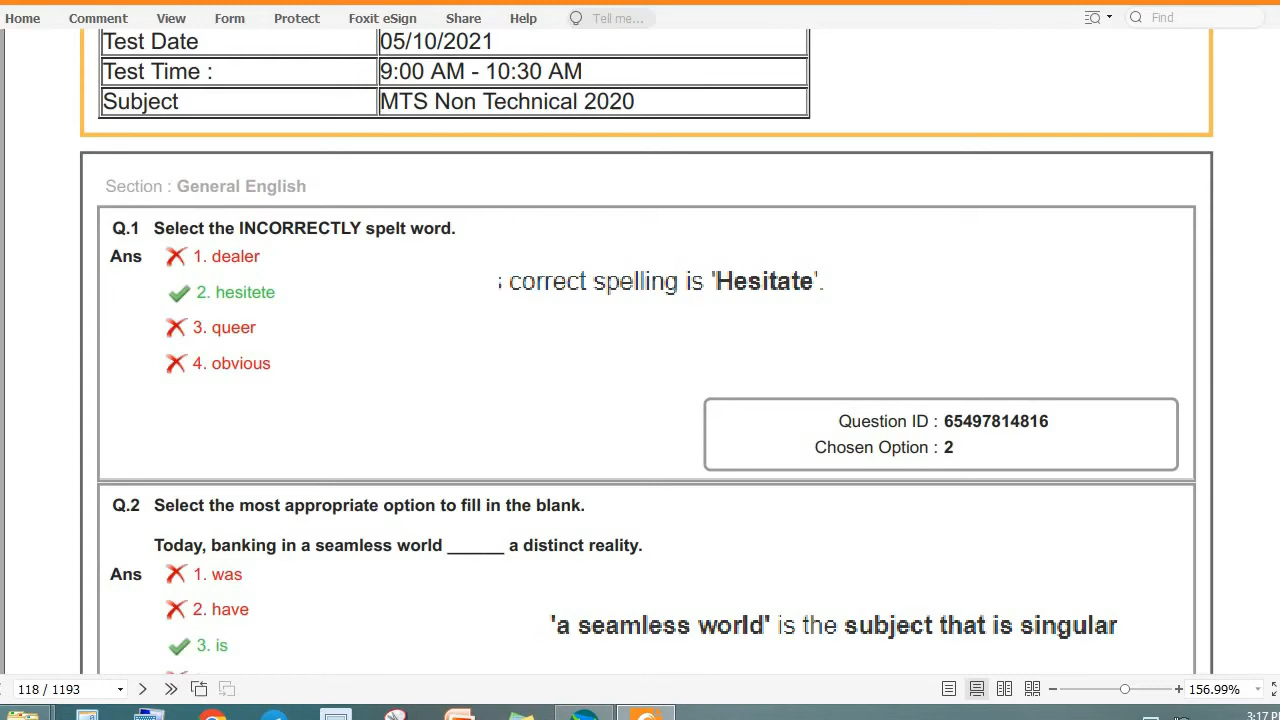 Home Comment View Form Protect Foxit eSign Share Help Tell me... Find
Test Date 05/10/2021
Test Time : 9:00 AM - 10:30 AM
Subject MTS Non Technical 2020
Section : General English
Q.1 Select the INCORRECTLY spelt word.
Ans 1. dealer
correct spelling is 'Hesitate'.
2. hesitete
3. queer
4. obvious
Question ID : 65497814816
Chosen Option : 2
Q.2 Select the most appropriate option to fill in the blank.
Today, banking in a seamless world ______ a distinct reality.
Ans 1. was
2. have
'a seamless world' is the subject that is singular
3. is
118 / 1193 156.99%